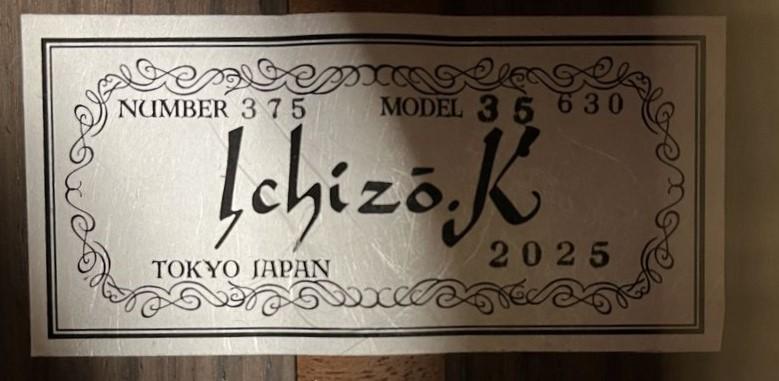 NUMBER 375 MODEL 35 630
Ichizō.K
2025
TOKYO JAPAN